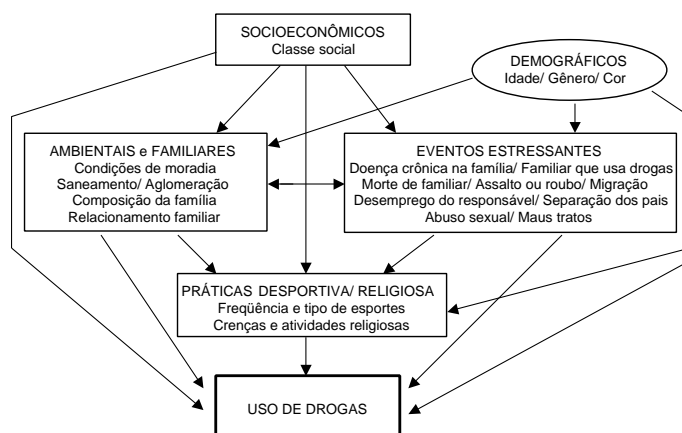 SOCIOECONÔMICOS
Classe social
DEMOGRÁFICOS
Idade/ Gênero/ Cor
AMBIENTAIS e FAMILIARES
Condições de moradia
Saneamento/ Aglomeração
Composição da família
Relacionamento familiar
EVENTOS ESTRESSANTES
Doença crônica na família/ Familiar que usa drogas
Morte de familiar/ Assalto ou roubo/ Migração
Desemprego do responsável/ Separação dos pais
Abuso sexual/ Maus tratos
PRÁTICAS DESPORTIVA/ RELIGIOSA
Freqüência e tipo de esportes
Crenças e atividades religiosas
USO DE DROGAS